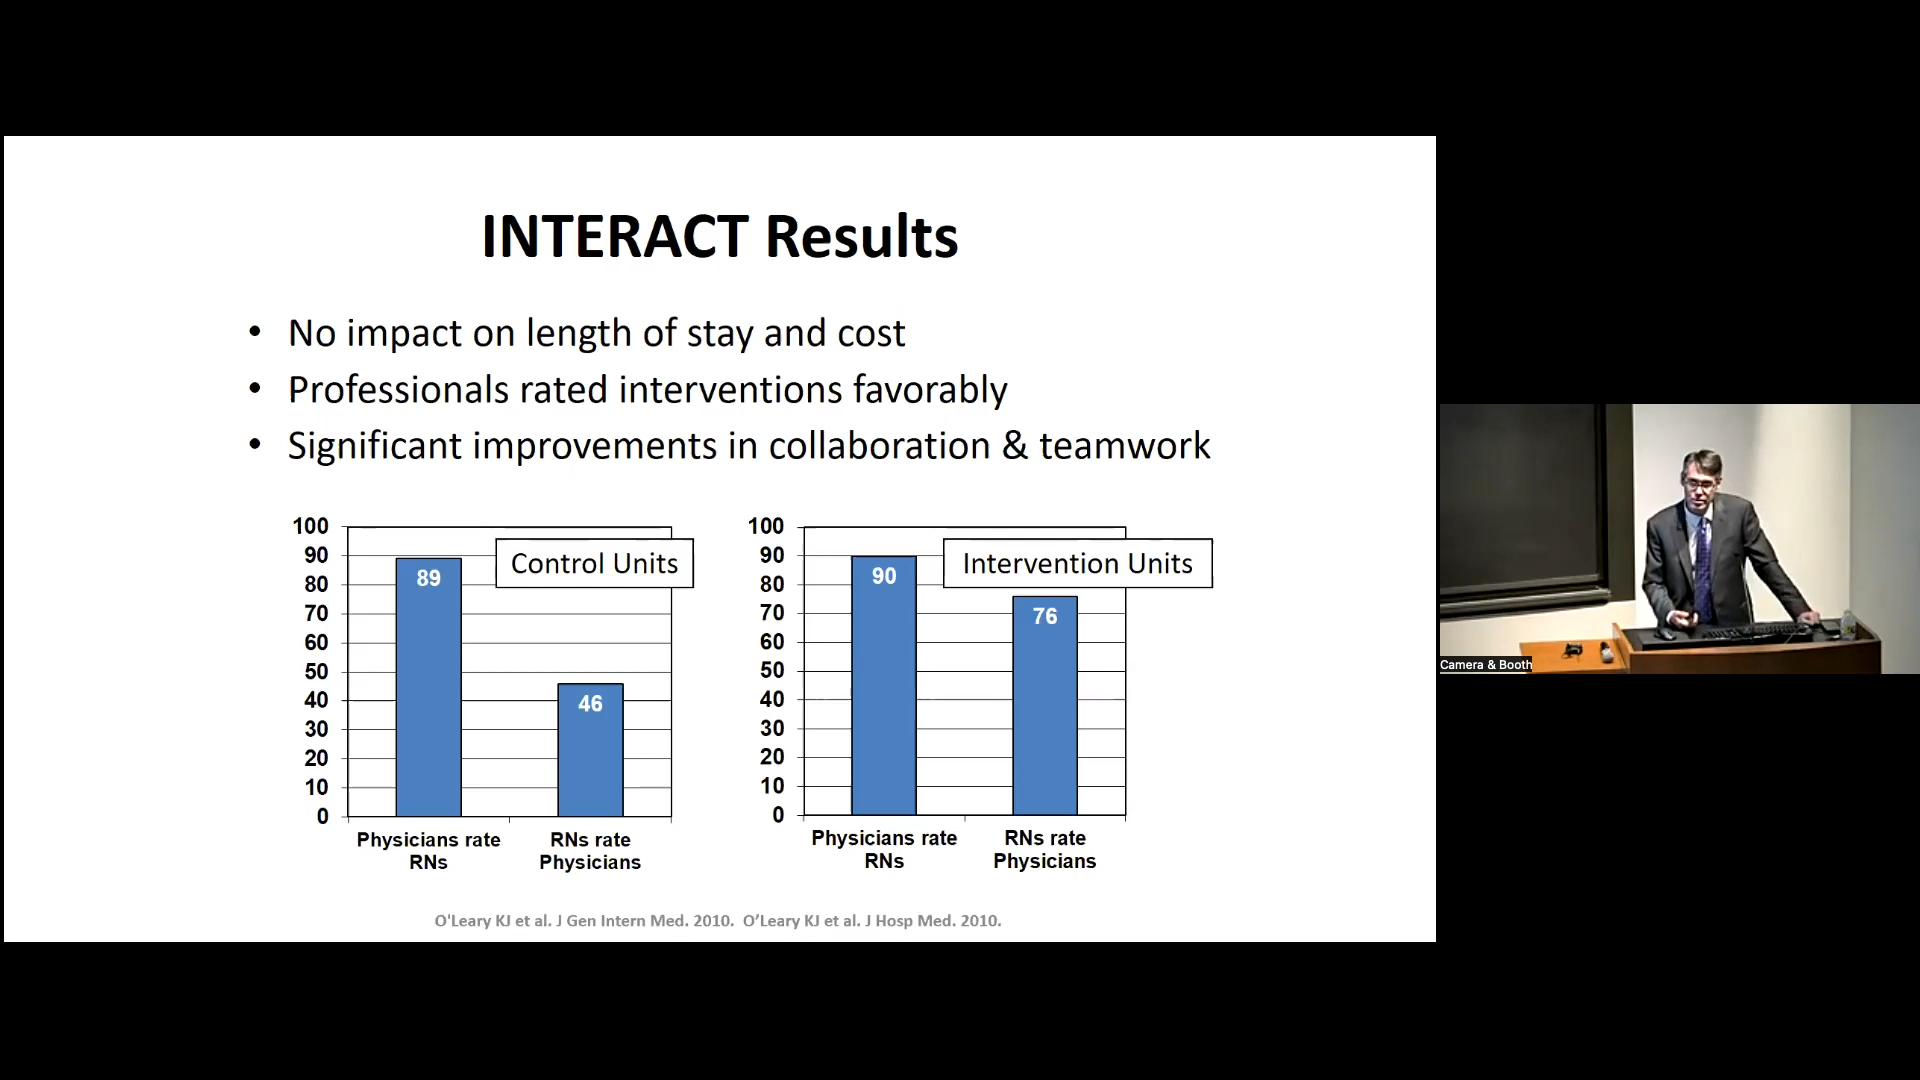 INTERACT Results
• No impact on length of stay and cost
• Professionals rated interventions favorably
• Significant improvements in collaboration & teamwork
Control Units
100
90
80
70
60
50
40
30
20
10
0
89
46
Physicians rate
RNs
RNs rate
Physicians
Intervention Units
100
90
80
70
60
50
40
30
20
10
0
90
76
Physicians rate
RNs
RNs rate
Physicians
O'Leary KJ et al. J Gen Intern Med. 2010.  O’Leary KJ et al. J Hosp Med. 2010.
Camera & Booth